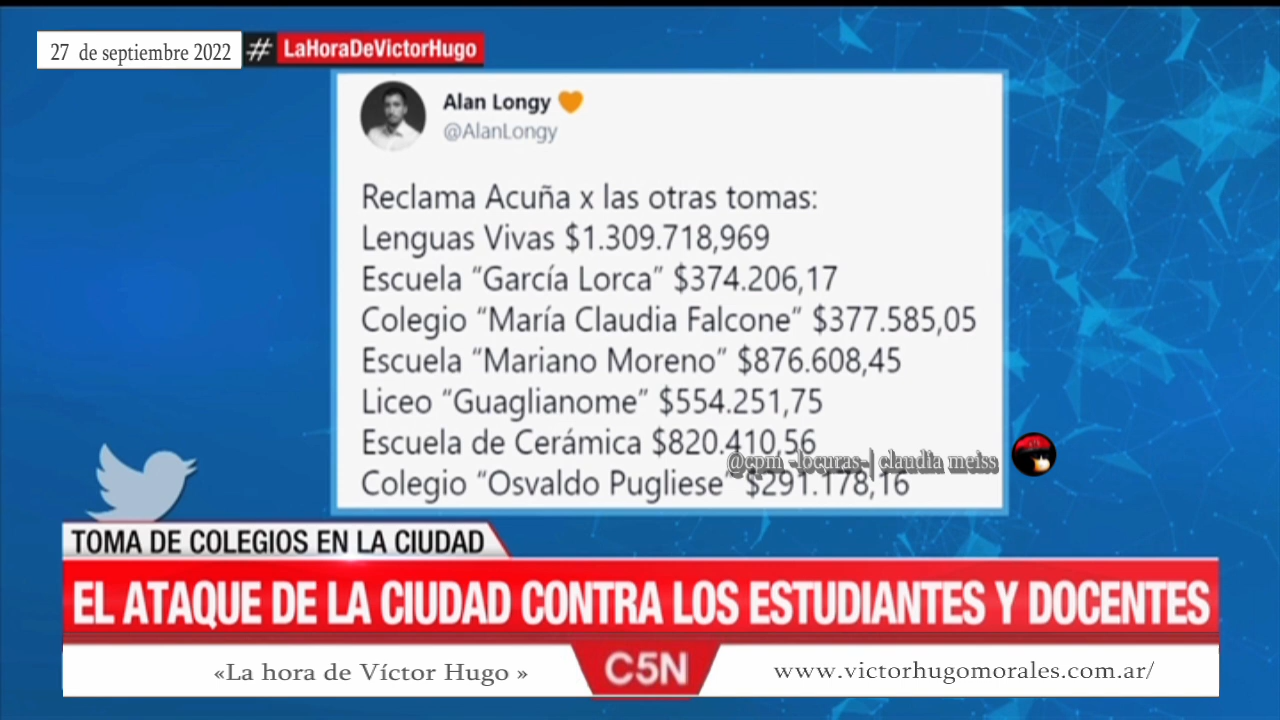 27 de septiembre 2022
# LaHoraDeVictorHugo
Alan Longy 🧡
@AlanLongy
Reclama Acuña x las otras tomas:
Lenguas Vivas $1.309.718,969
Escuela “García Lorca” $374.206,17
Colegio “María Claudia Falcone” $377.585,05
Escuela “Mariano Moreno” $876.608,45
Liceo “Guaglianome” $554.251,75
Escuela de Cerámica $820.410,56
@cpm -locuras-| claudia meiss
Colegio “Osvaldo Pugliese” $291.178,16
TOMA DE COLEGIOS EN LA CIUDAD
EL ATAQUE DE LA CIUDAD CONTRA LOS ESTUDIANTES Y DOCENTES
«La hora de Víctor Hugo »
C5N
www.victorhugomorales.com.ar/